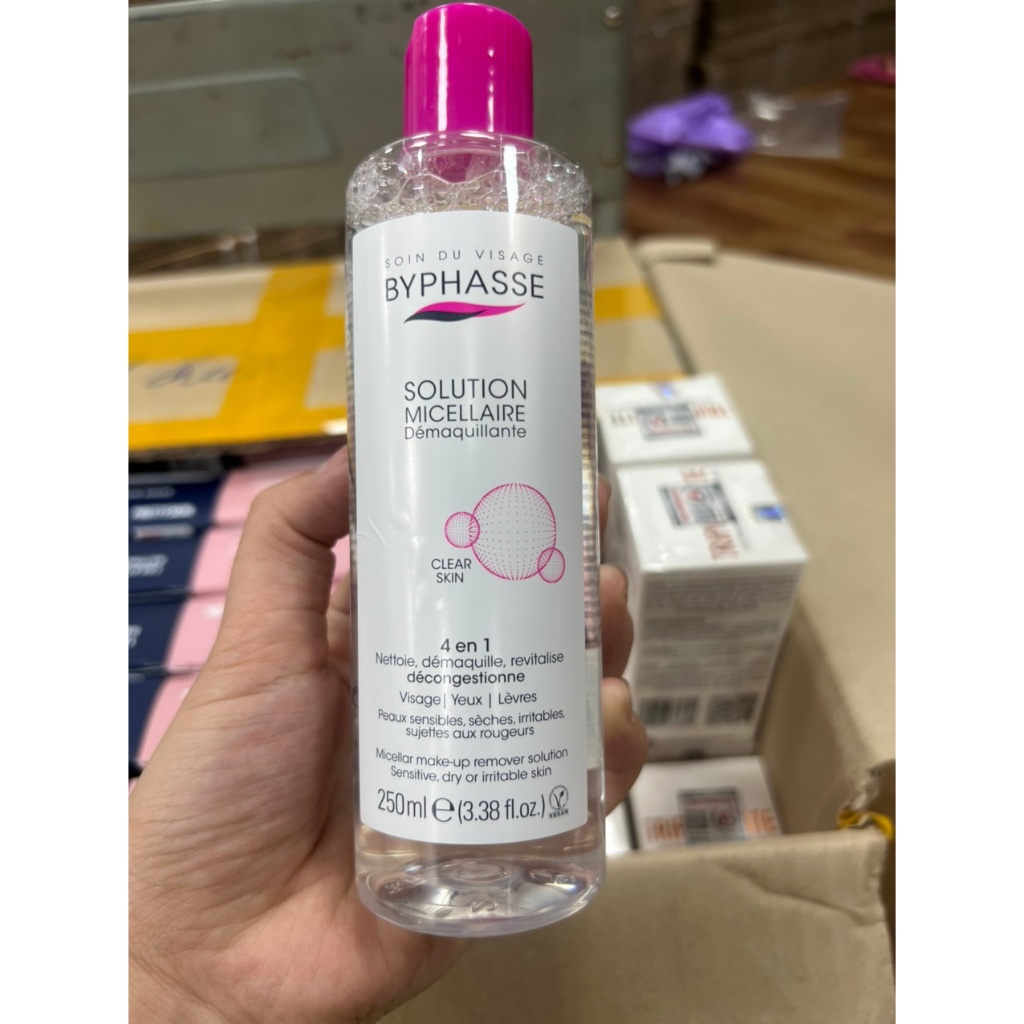 SOIN DU VISAGE
BYPHASSE
SOLUTION
MICELLAIRE
Démaquillante
CLEAR
SKIN
4 en 1
Nettoie, démaquille, revitalise
décongestionne
Visage | Yeux | Lèvres
Peaux sensibles, sèches, irritables,
sujettes aux rougeurs
Micellar make-up remover solution
Sensitive, dry or irritable skin
250ml e (3.38 fl.oz.)
VEGAN